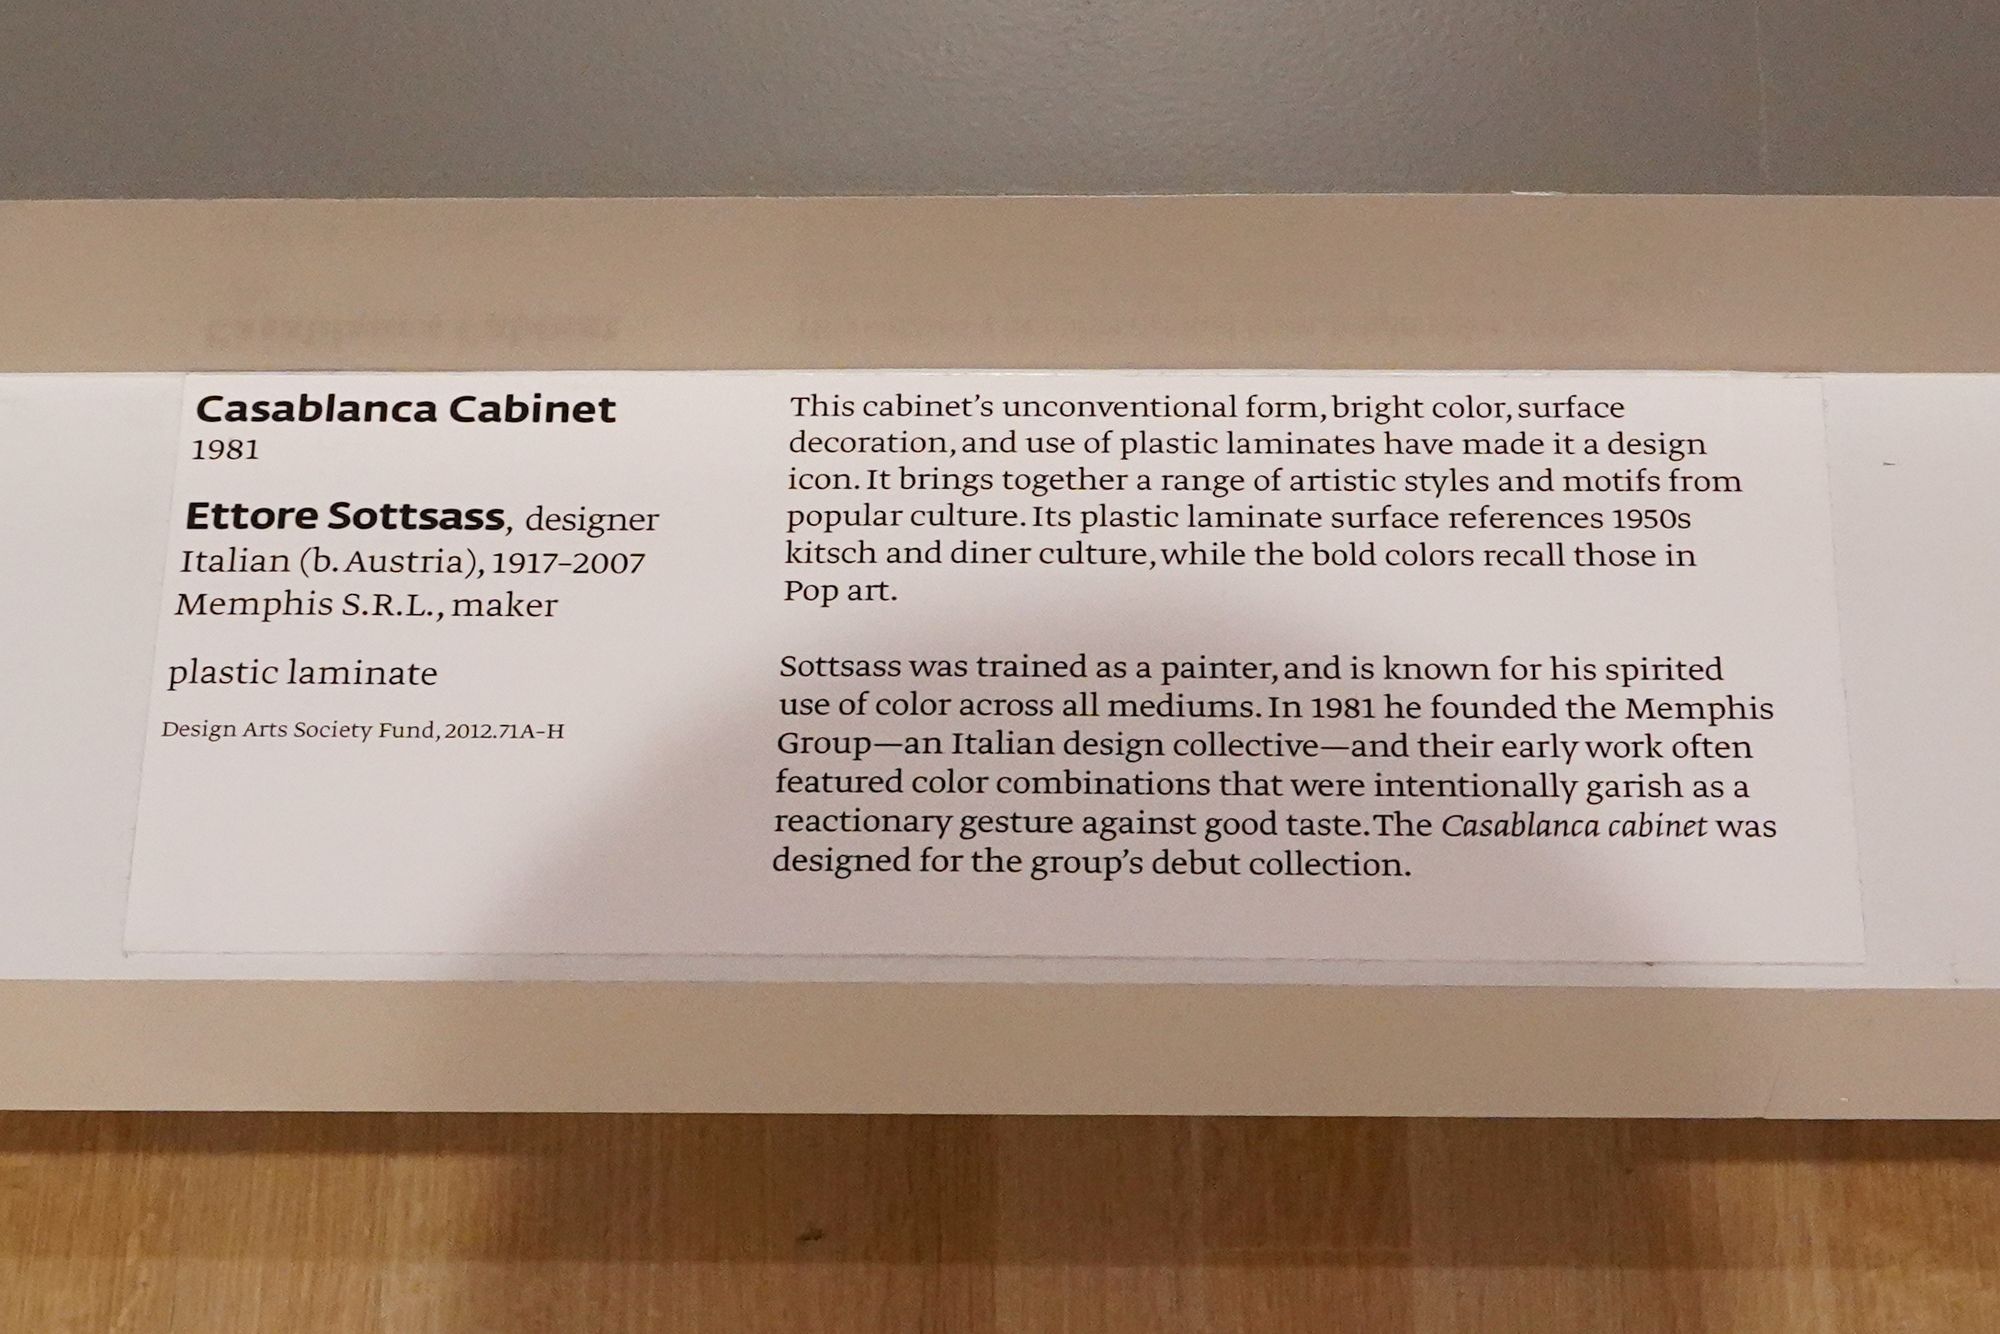 Casablanca Cabinet
1981
Ettore Sottsass, designer
Italian (b. Austria), 1917–2007
Memphis S.R.L., maker
plastic laminate
Design Arts Society Fund, 2012.71A–H
This cabinet's unconventional form, bright color, surface
decoration, and use of plastic laminates have made it a design
icon. It brings together a range of artistic styles and motifs from
popular culture. Its plastic laminate surface references 1950s
kitsch and diner culture, while the bold colors recall those in
Pop art.
Sottsass was trained as a painter, and is known for his spirited
use of color across all mediums. In 1981 he founded the Memphis
Group—an Italian design collective—and their early work often
featured color combinations that were intentionally garish as a
reactionary gesture against good taste. The Casablanca cabinet was
designed for the group's debut collection.